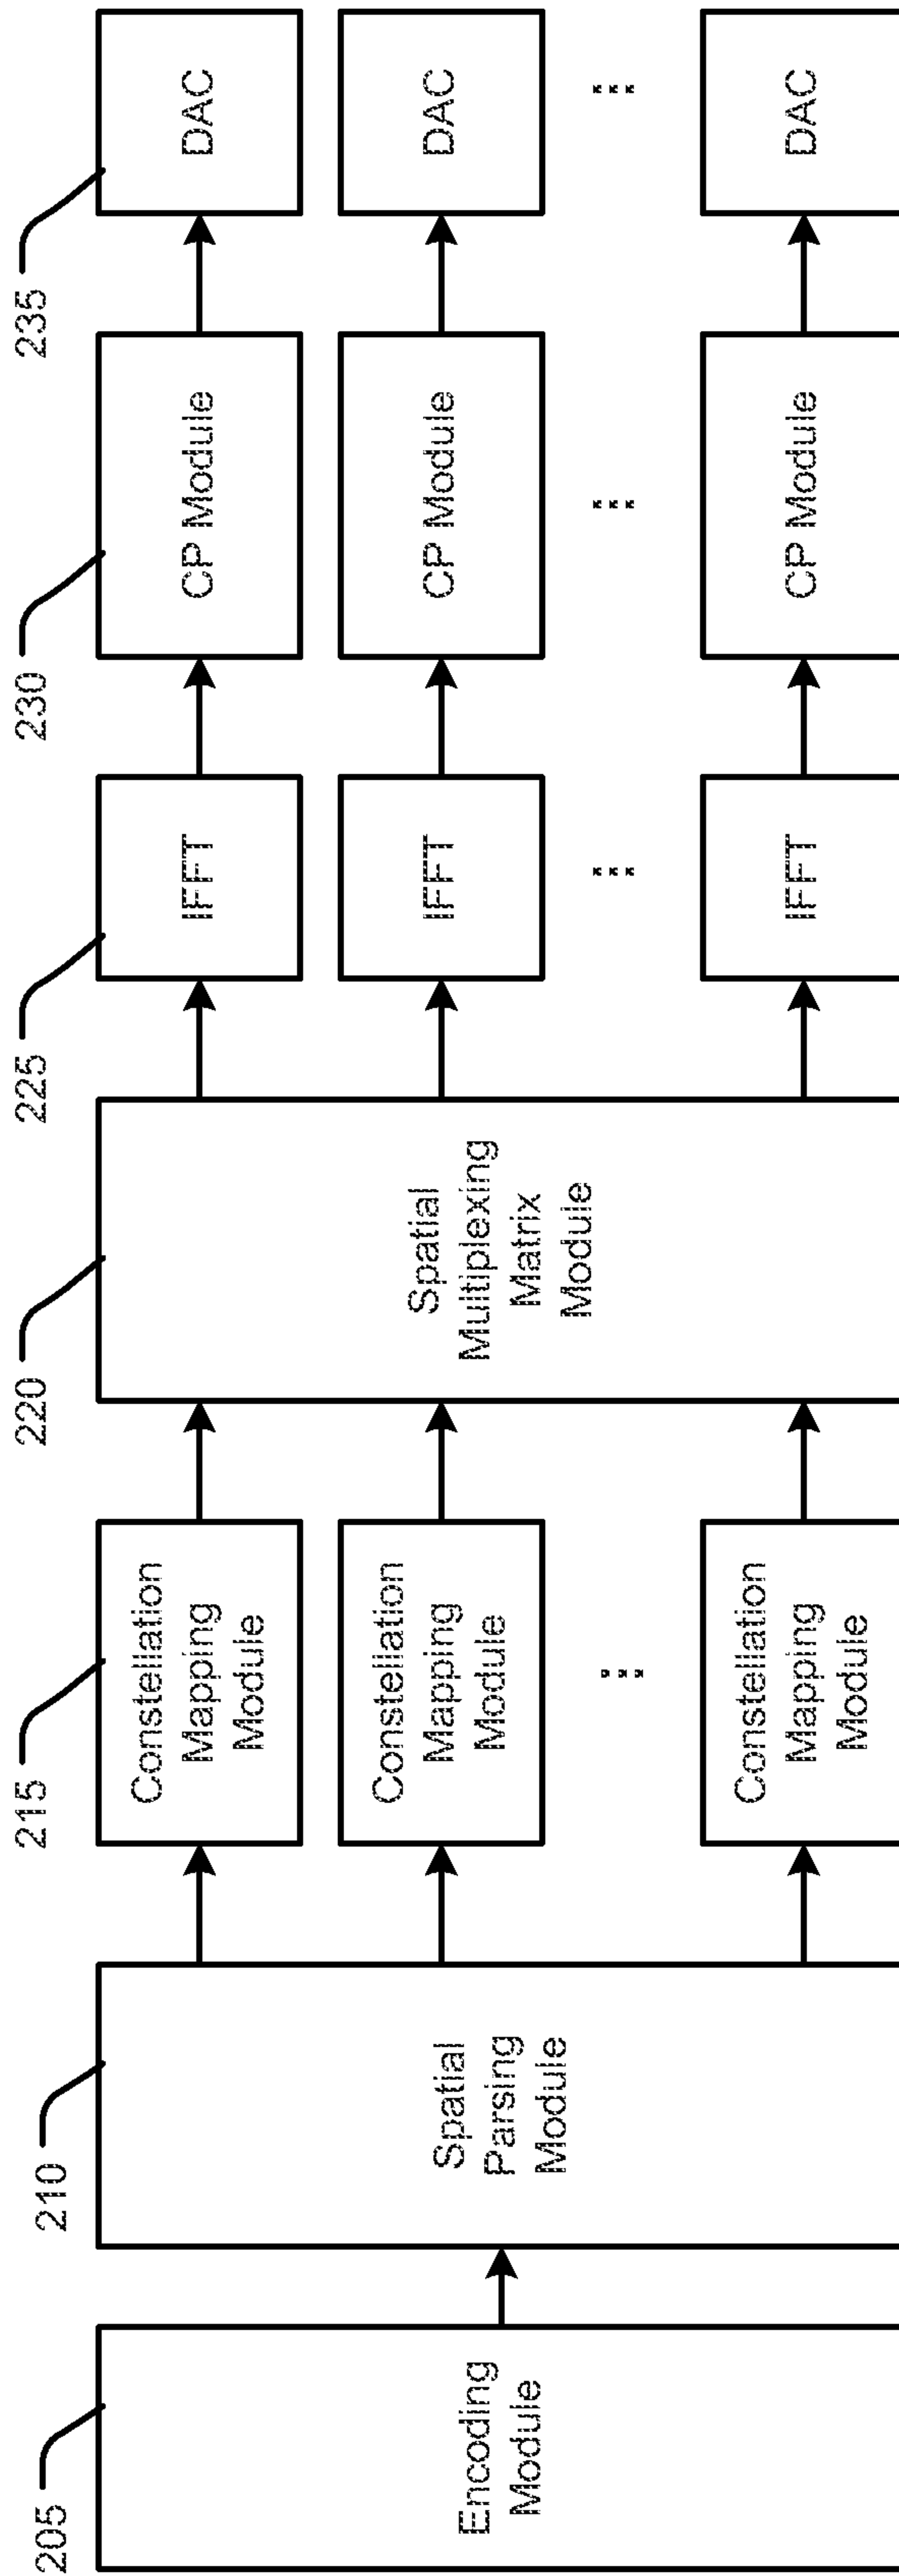 205
210
215
220
225
230
235
Encoding
Module
Spatial
Parsing
Module
Constellation
Mapping
Module
Constellation
Mapping
Module
...
Constellation
Mapping
Module
Spatial
Multiplexing
Matrix
Module
IFFT
IFFT
...
IFFT
CP Module
CP Module
...
CP Module
DAC
DAC
...
DAC